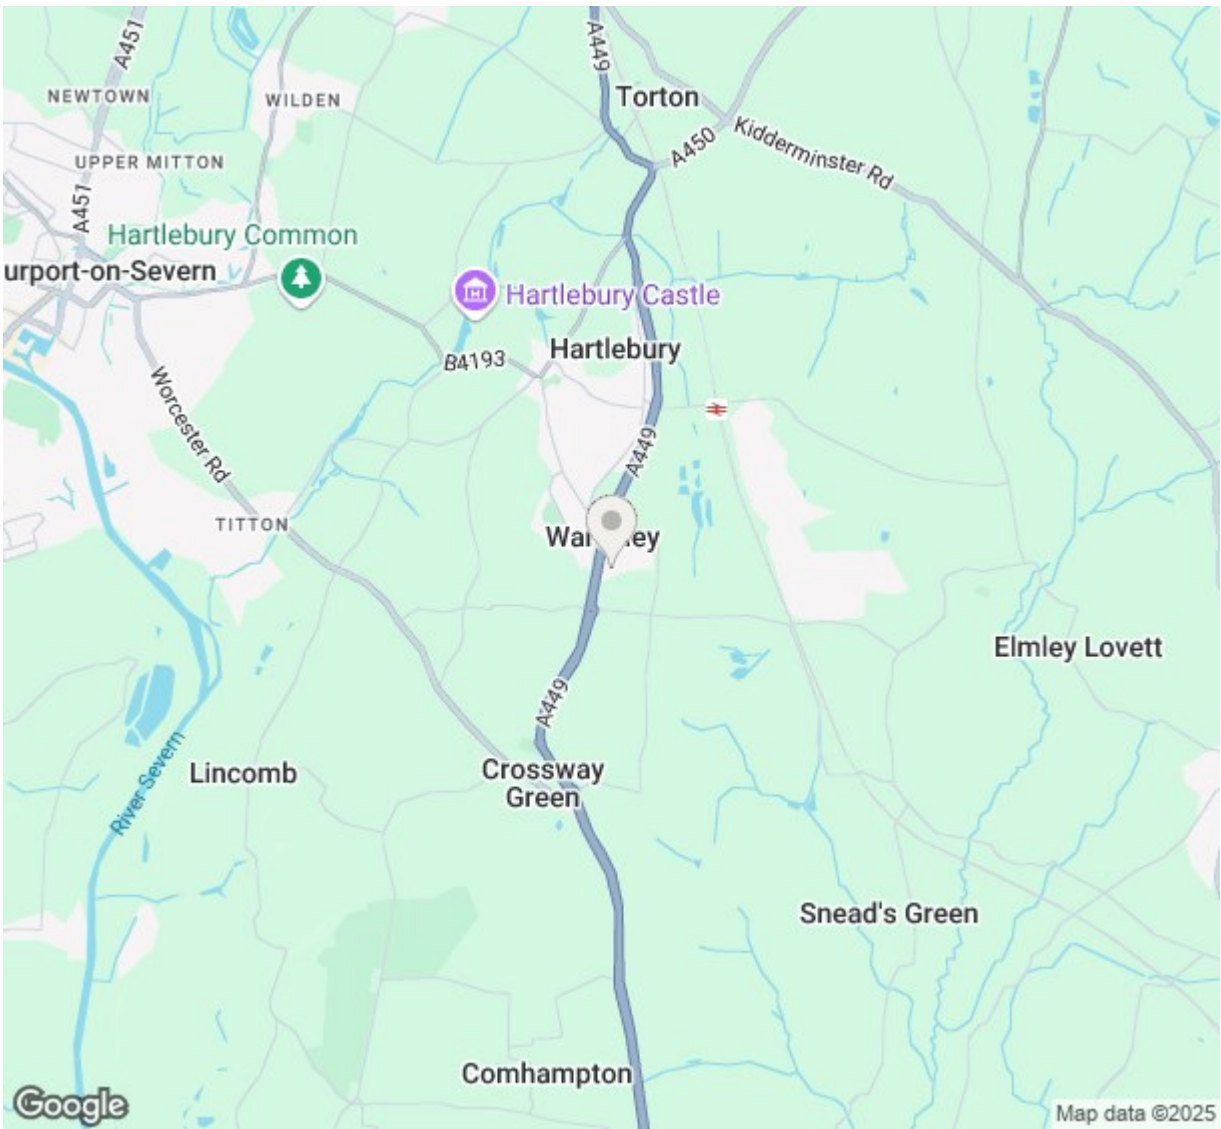 A451
A449
NEWTOWN
WILDEN
Torton
A450
Kidderminster Rd
UPPER MITTON
A451
Hartlebury Common
urport-on-Severn
Hartlebury Castle
Hartlebury
B4193
Worcester Rd
A449
TITTON
Elmley Lovett
A449
River Severn
Lincomb
Crossway
Green
Snead's Green
Comhampton
Google
Map data ©2025